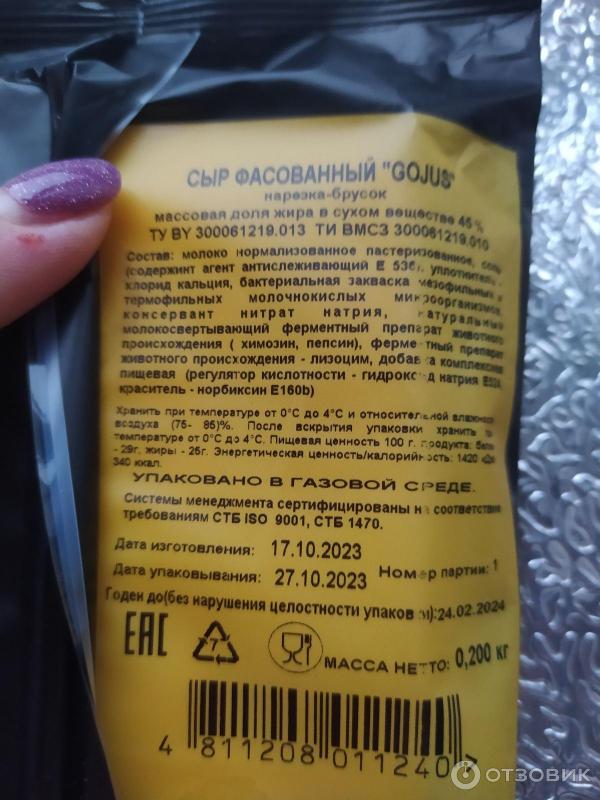 СЫР ФАСОВАННЫЙ "GOJUS"
нарезка-брусок
массовая доля жира в сухом веществе 45 %
ТУ BY 300061219.013 ТИ ВМСЗ 300061219.010
Состав: молоко нормализованное пастеризованное, соль
(содержинт агент антислеживающий Е 536), уплотнитель
хлорид кальция, бактериальная закваска мезофильных и
термофильных молочнокислых микроорганизмов,
консервант нитрат натрия, натуральный
молокосвертывающий ферментный препарат животного
происхождения ( химозин, пепсин), ферментный препарат
животного происхождения - лизоцим, добавка комплексная
пищевая (регулятор кислотности - гидроксид натрия Е524,
краситель - норбиксин Е160b)
Хранить при температуре от 0°С до 4°С и относительной влажности
воздуха (75- 85)%. После вскрытия упаковки хранить при
температуре от 0°С до 4°С. Пищевая ценность 100 г. продукта:
- 29г, жиры - 25г. Энергетическая ценность/калорийность: 1420 кДж
340 ккал.
УПАКОВАНО В ГАЗОВОЙ СРЕДЕ.
Системы менеджмента сертифицированы на соответствие
требованиям СТБ ISO 9001, СТБ 1470.
Дата изготовления: 17.10.2023
Дата упаковывания: 27.10.2023 Номер партии: 1
Годен до(без нарушения целостности упаковки):24.02.2024
ЕАС 7 МАССА НЕТТО: 0,200 кг
4 811208 011240
ОТЗОВИК